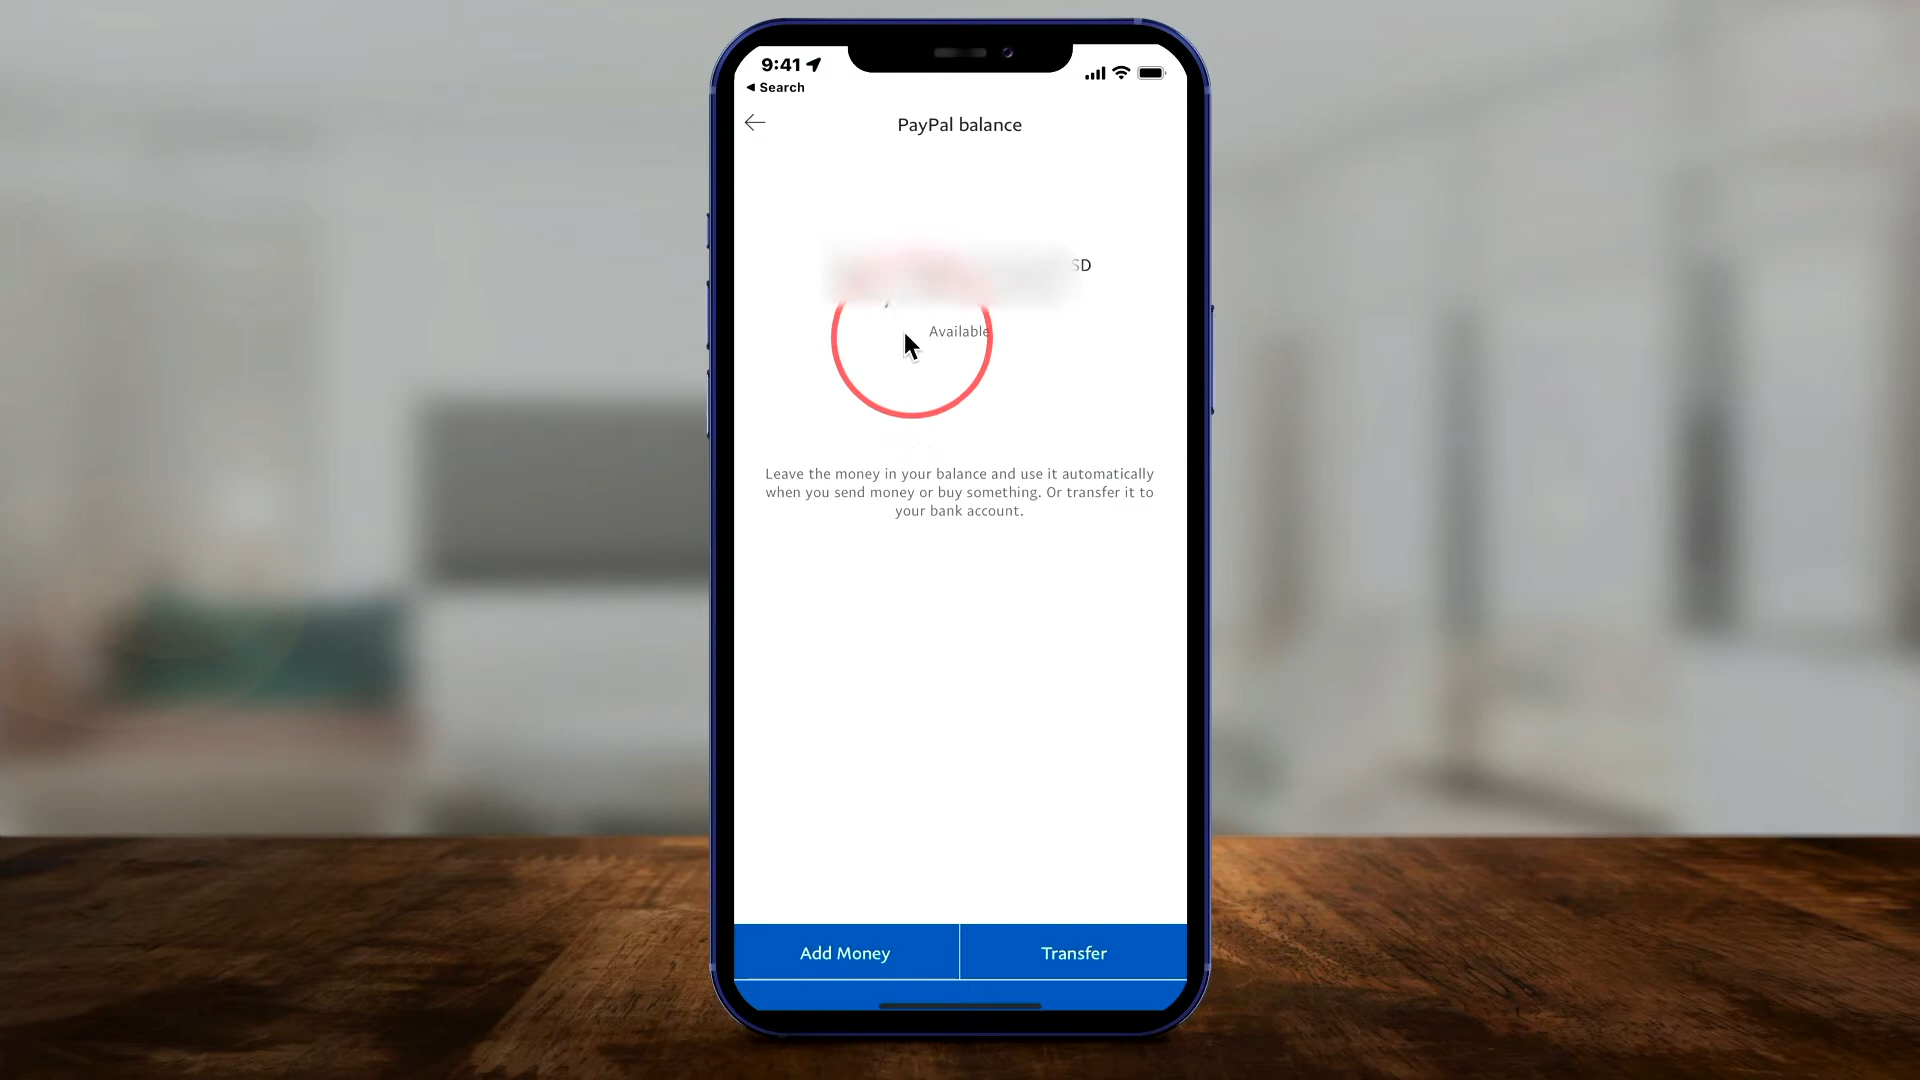 9:41
◄ Search
PayPal balance
SD
Available
Leave the money in your balance and use it automatically
when you send money or buy something. Or transfer it to
your bank account.
Add Money
Transfer